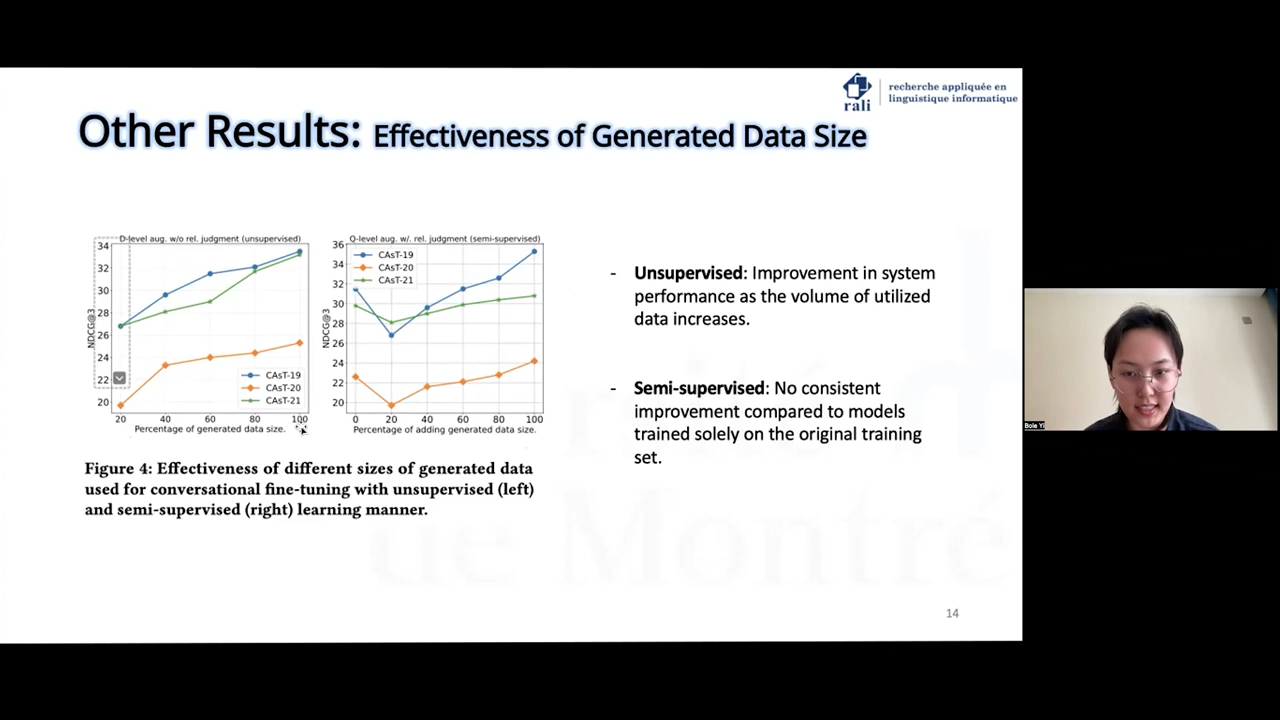 rali
recherche appliquée en
linguistique informatique
Other Results: Effectiveness of Generated Data Size
D-level aug. w/o rel. judgment (unsupervised)
34
32
30
28
26
24
22
20
NDCG@3
CAsT-19
CAsT-20
CAsT-21
20 40 60 80 100
Percentage of generated data size.
Q-level aug. w/. rel. judgment (semi-supervised)
36
34
32
30
28
26
24
22
20
NDCG@3
CAsT-19
CAsT-20
CAsT-21
0 20 40 60 80 100
Percentage of adding generated data size.
Figure 4: Effectiveness of different sizes of generated data
used for conversational fine-tuning with unsupervised (left)
and semi-supervised (right) learning manner.
- Unsupervised: Improvement in system
performance as the volume of utilized
data increases.
- Semi-supervised: No consistent
improvement compared to models
trained solely on the original training
set.
de Montré
14
Bole Yi